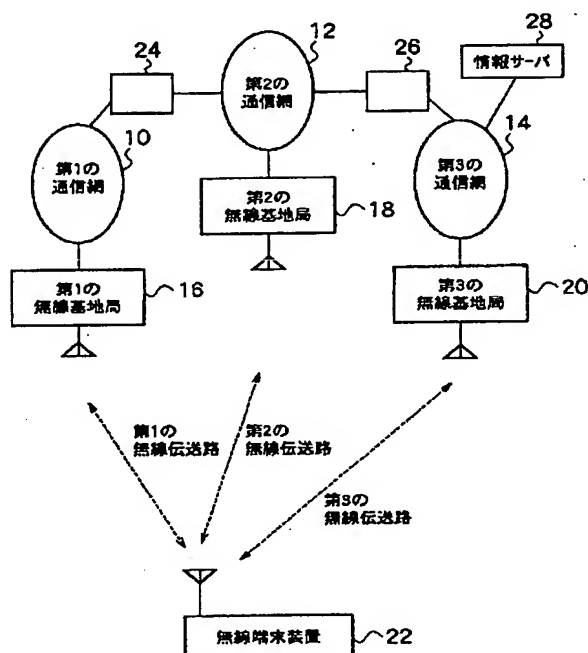 12
24
第2の
通信網
26
28
情報サーバ
10
第1の
通信網
14
第3の
通信網
第2の
無線基地局
18
第1の
無線基地局
16
第3の
無線基地局
20
第1の
無線伝送路
第2の
無線伝送路
第3の
無線伝送路
無線端末装置
22